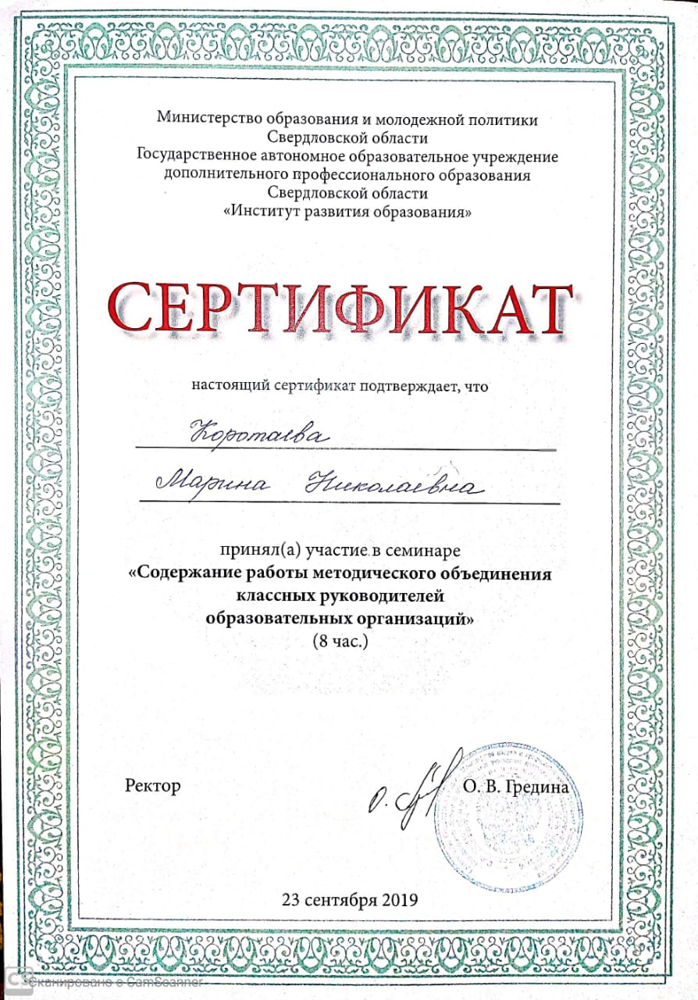 Министерство образования и молодежной политики
Свердловской области
Государственное автономное образовательное учреждение
дополнительного профессионального образования
Свердловской области
«Институт развития образования»
СЕРТИФИКАТ
настоящий сертификат подтверждает, что
Коротаева
Марина Николаевна
принял(а) участие в семинаре
«Содержание работы методического объединения
классных руководителей
образовательных организаций»
(8 час.)
Ректор
О. В. Гредина
23 сентября 2019
CS Сканировано с CamScanner